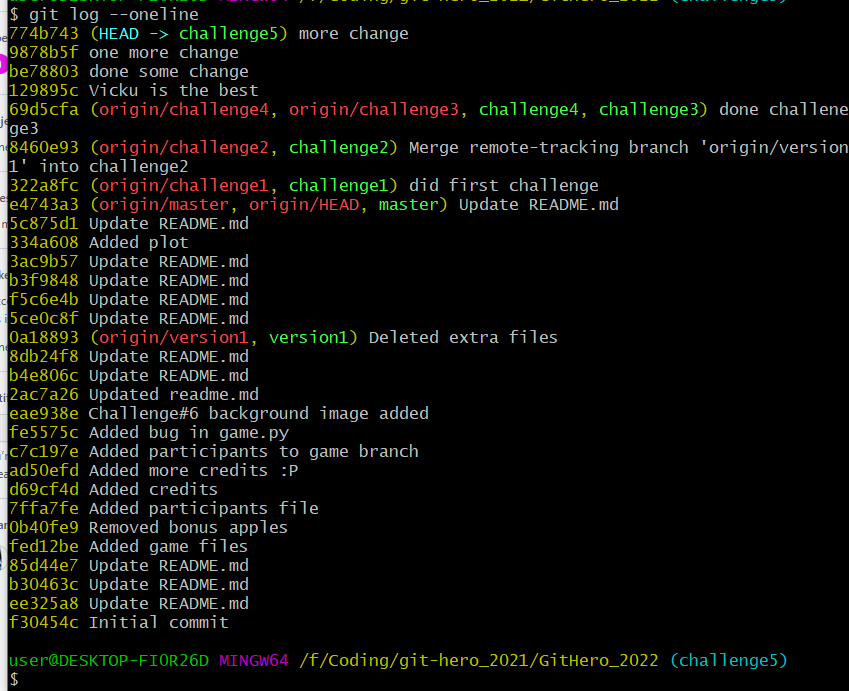 $ git log --oneline
774b743 (HEAD -> challenge5) more change
9878b5f one more change
be78803 done some change
129895c Vicku is the best
69d5cfa (origin/challenge4, origin/challenge3, challenge4, challenge3) done challene
ge3
8460e93 (origin/challenge2, challenge2) Merge remote-tracking branch 'origin/version
1' into challenge2
322a8fc (origin/challenge1, challenge1) did first challenge
e4743a3 (origin/master, origin/HEAD, master) Update README.md
5c875d1 Update README.md
334a608 Added plot
3ac9b57 Update README.md
b3f9848 Update README.md
f5c6e4b Update README.md
5ce0c8f Update README.md
0a18893 (origin/version1, version1) Deleted extra files
8db24f8 Update README.md
b4e806c Update README.md
2ac7a26 Updated readme.md
eae938e Challenge#6 background image added
fe5575c Added bug in game.py
c7c197e Added participants to game branch
ad50efd Added more credits :P
d69cf4d Added credits
7ffa7fe Added participants file
0b40fe9 Removed bonus apples
fed12be Added game files
85d44e7 Update README.md
b30463c Update README.md
ee325a8 Update README.md
f30454c Initial commit
user@DESKTOP-FIOR26D MINGW64 /f/Coding/git-hero_2021/GitHero_2022 (challenge5)
$